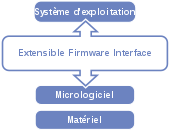 Système d'exploitation
Extensible Firmware Interface
Micrologiciel
Matériel